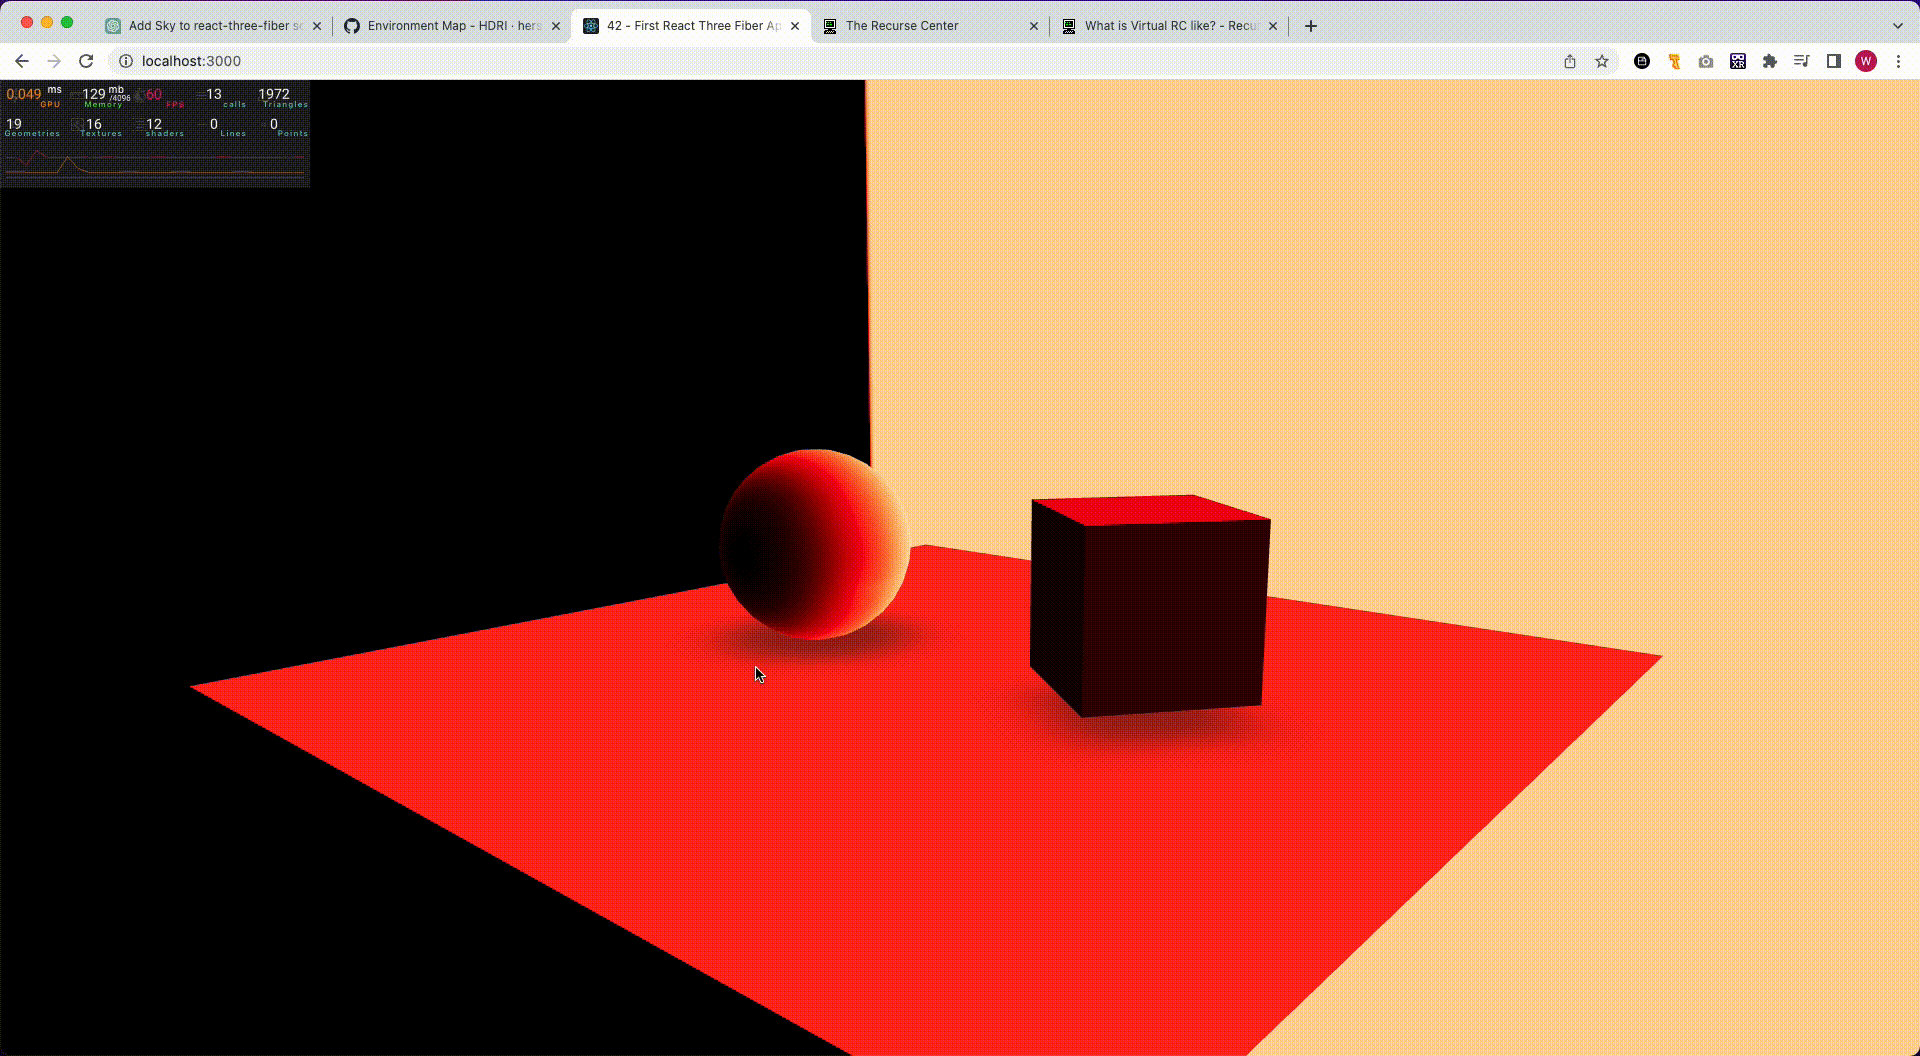 Add Sky to react-three-fiber sc
Environment Map - HDRI · hers
42 - First React Three Fiber Ap
The Recurse Center
What is Virtual RC like? - Recur
localhost:3000
W
0.049 ms GPU 129 mb /4096 Memory 60 FPS 13 calls 1972 Triangles
19 Geometries 16 Textures 12 shaders 0 Lines 0 Points